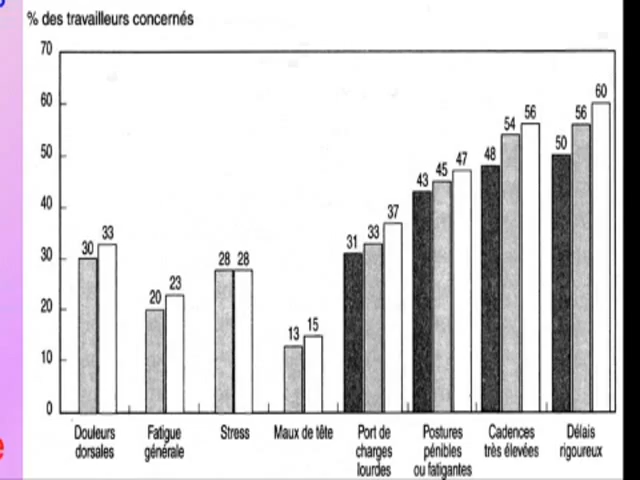 % des travailleurs concernés
70
60
50
40
30
20
10
0
30 33
20 23
28 28
13 15
31 33 37
43 45 47
48 54 56
50 56 60
Douleurs dorsales
Fatigue générale
Stress
Maux de tête
Port de charges lourdes
Postures pénibles ou fatigantes
Cadences très élevées
Délais rigoureux